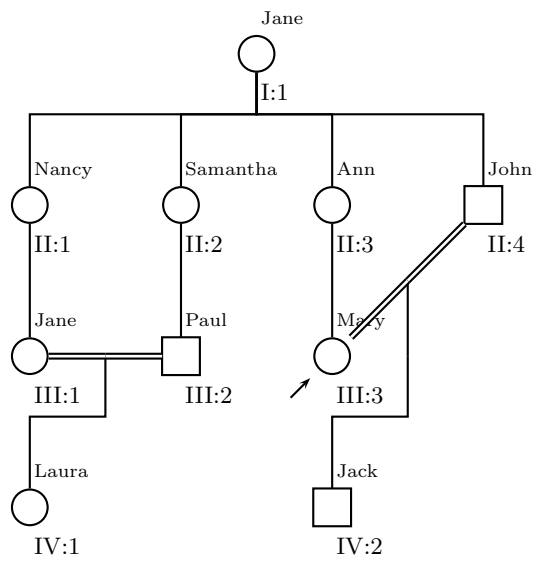 Jane
I:1
Nancy
Samantha
Ann
John
II:1
II:2
II:3
II:4
Jane
Paul
Mary
III:1
III:2
III:3
Laura
Jack
IV:1
IV:2